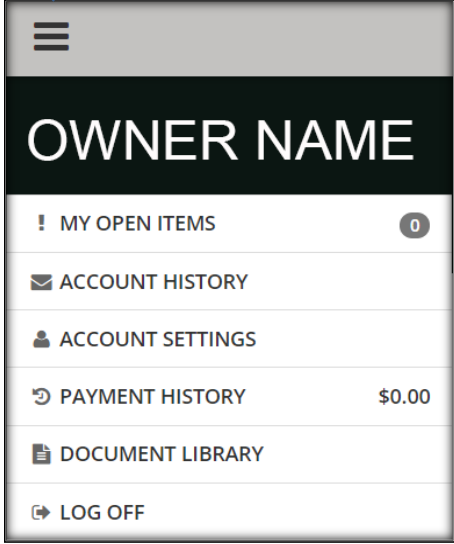 OWNER NAME
MY OPEN ITEMS 0
ACCOUNT HISTORY
ACCOUNT SETTINGS
PAYMENT HISTORY $0.00
DOCUMENT LIBRARY
LOG OFF